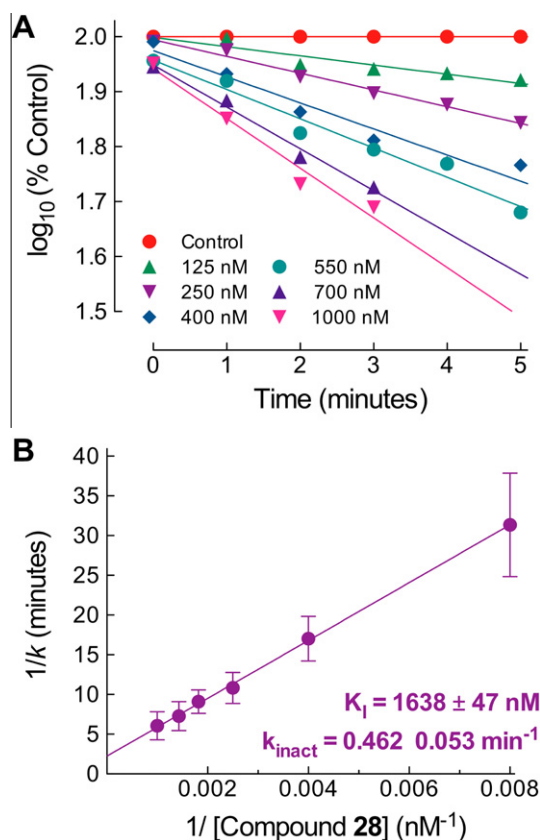 A
log10 (% Control)
2.0
1.9
1.8
1.7
1.6
1.5
Control
125 nM
250 nM
400 nM
550 nM
700 nM
1000 nM
0 1 2 3 4 5
Time (minutes)
B
1/k (minutes)
40
35
30
25
20
15
10
5
0
KI = 1638 ± 47 nM
kinact = 0.462 0.053 min-1
0.002 0.004 0.006 0.008
1/ [Compound 28] (nM-1)